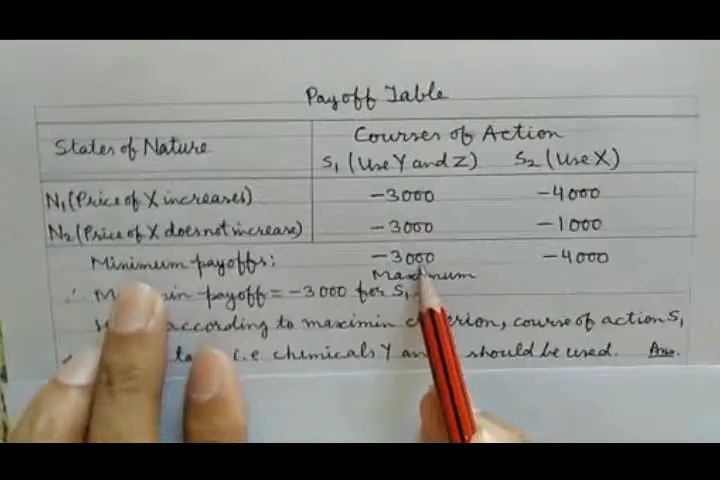 Payoff Table
States of Nature
Courses of Action
S₁ (Use Y and Z) S₂ (Use X)
N₁ (Price of X increases) -3000 -4000
N₂ (Price of X does not increase) -3000 -1000
Minimum payoffs: -3000 -4000
Maximum
∴ payoff = -3000 for S₁
according to maximin, course of action S₁
i.e chemicals Y should be used. Ans.